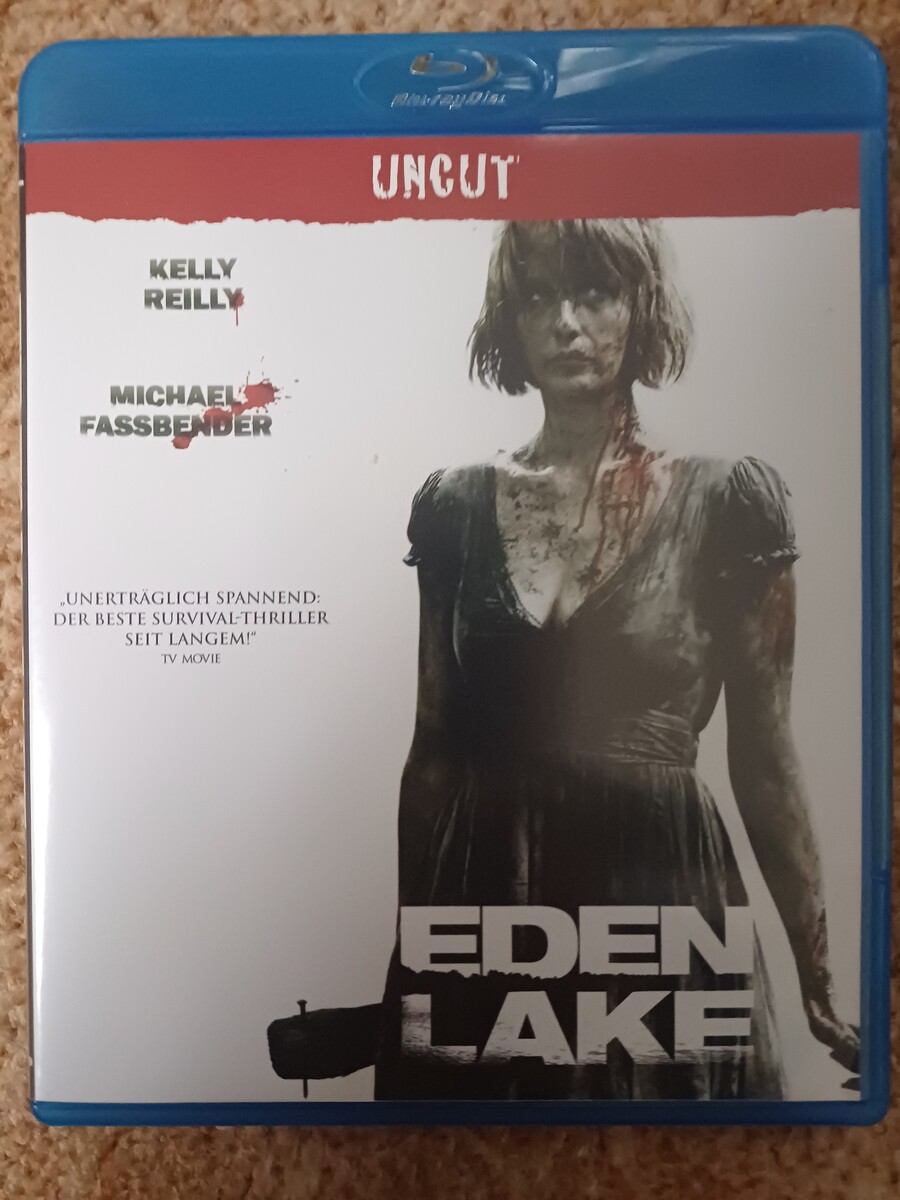 Blu-ray Disc
UNCUT
KELLY
REILLY
MICHAEL
FASSBENDER
„UNERTRÄGLICH SPANNEND:
DER BESTE SURVIVAL-THRILLER
SEIT LANGEM!“
TV MOVIE
EDEN
LAKE